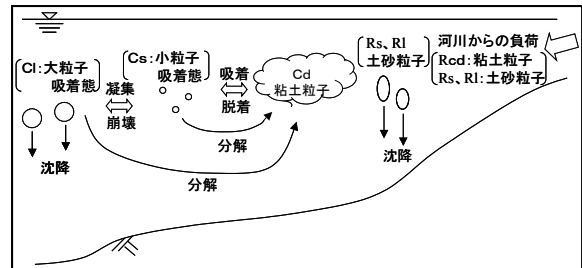 Cl:大粒子
吸着態
凝集
崩壊
Cs:小粒子
吸着態
吸着
脱着
Cd
粘土粒子
Rs、Rl
土砂粒子
河川からの負荷
Rcd:粘土粒子
Rs、Rl:土砂粒子
沈降
分解
分解
沈降